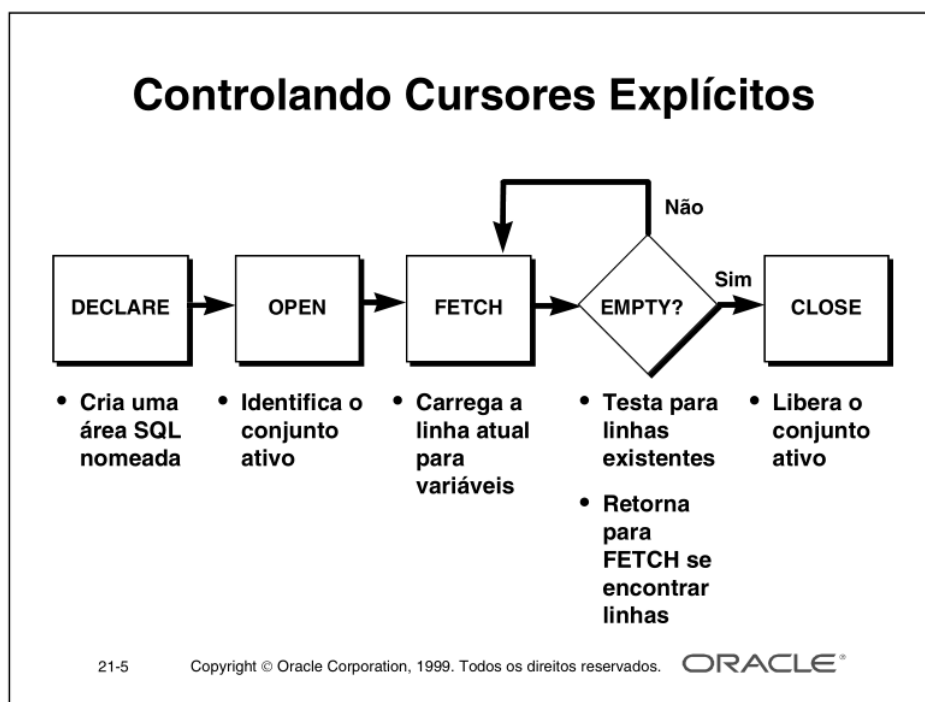 Controlando Cursores Explícitos
Não
Sim
DECLARE
OPEN
FETCH
EMPTY?
CLOSE
• Cria uma
área SQL
nomeada
• Identifica o
conjunto
ativo
• Carrega a
linha atual
para
variáveis
• Testa para
linhas
existentes
• Retorna
para
FETCH se
encontrar
linhas
• Libera o
conjunto
ativo
21-5 Copyright © Oracle Corporation, 1999. Todos os direitos reservados. ORACLE®